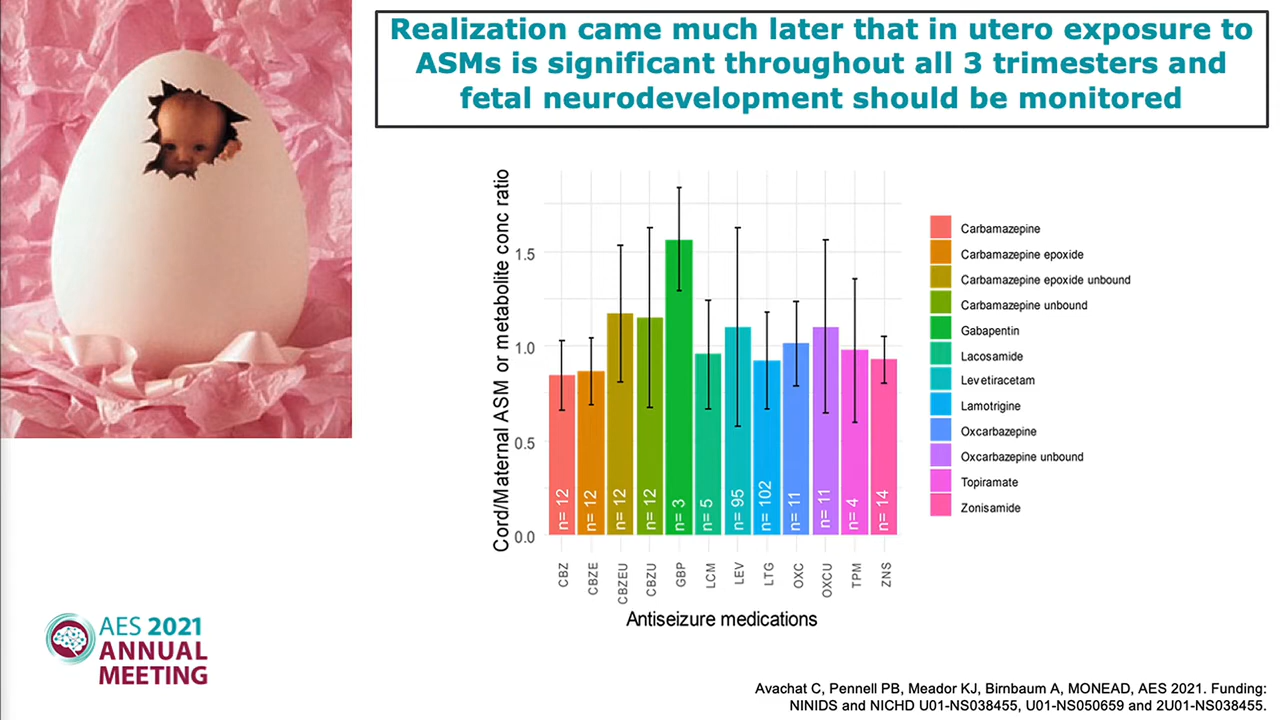 Realization came much later that in utero exposure to
ASMs is significant throughout all 3 trimesters and
fetal neurodevelopment should be monitored
Cord/Maternal ASM or metabolite conc ratio
1.5
1.0
0.5
0.0
n= 12
n= 12
n= 12
n= 12
n= 3
n= 5
n= 95
n= 102
n= 11
n= 11
n= 4
n= 14
CBZ
CBZE
CBZEU
CBZU
GBP
LCM
LEV
LTG
OXC
OXCU
TPM
ZNS
Antiseizure medications
Carbamazepine
Carbamazepine epoxide
Carbamazepine epoxide unbound
Carbamazepine unbound
Gabapentin
Lacosamide
Levetiracetam
Lamotrigine
Oxcarbazepine
Oxcarbazepine unbound
Topiramate
Zonisamide
AES 2021
ANNUAL
MEETING
Avachat C, Pennell PB, Meador KJ, Birnbaum A, MONEAD, AES 2021. Funding:
NINIDS and NICHD U01-NS038455, U01-NS050659 and 2U01-NS038455.